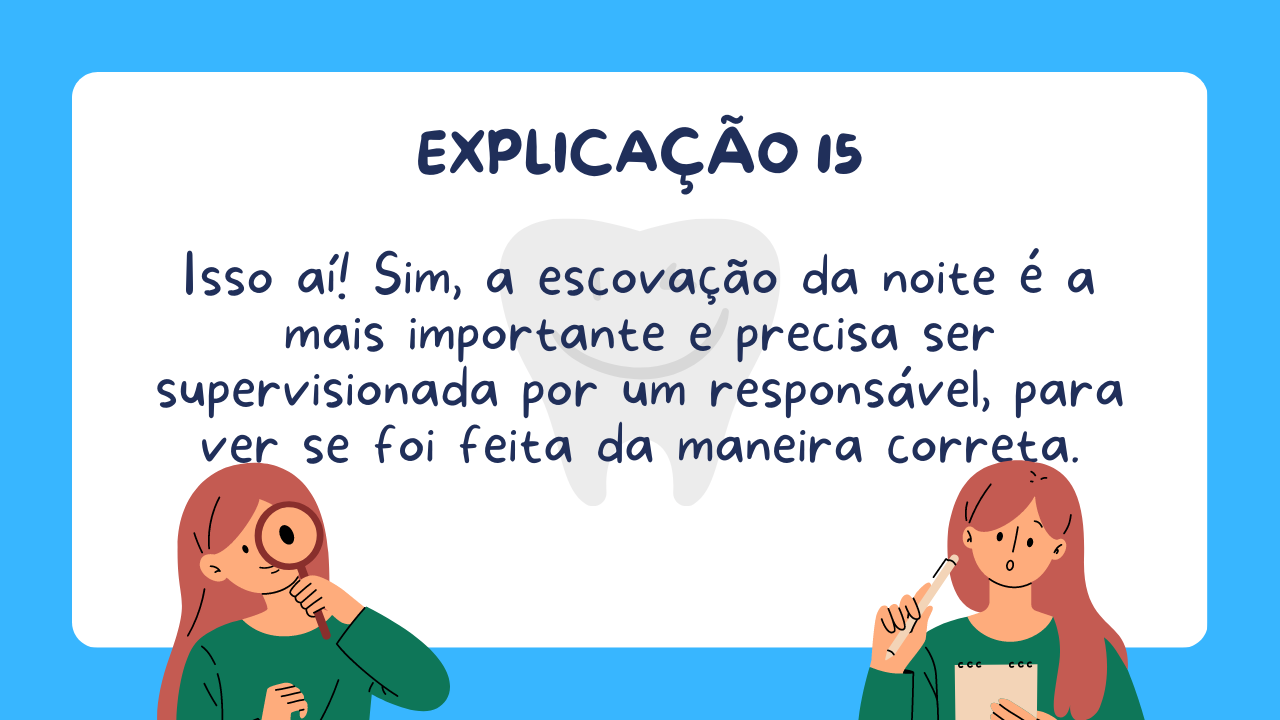 EXPLICAÇÃO 15
Isso aí! Sim, a escovação da noite é a
mais importante e precisa ser
supervisionada por um responsável, para
ver se foi feita da maneira correta.